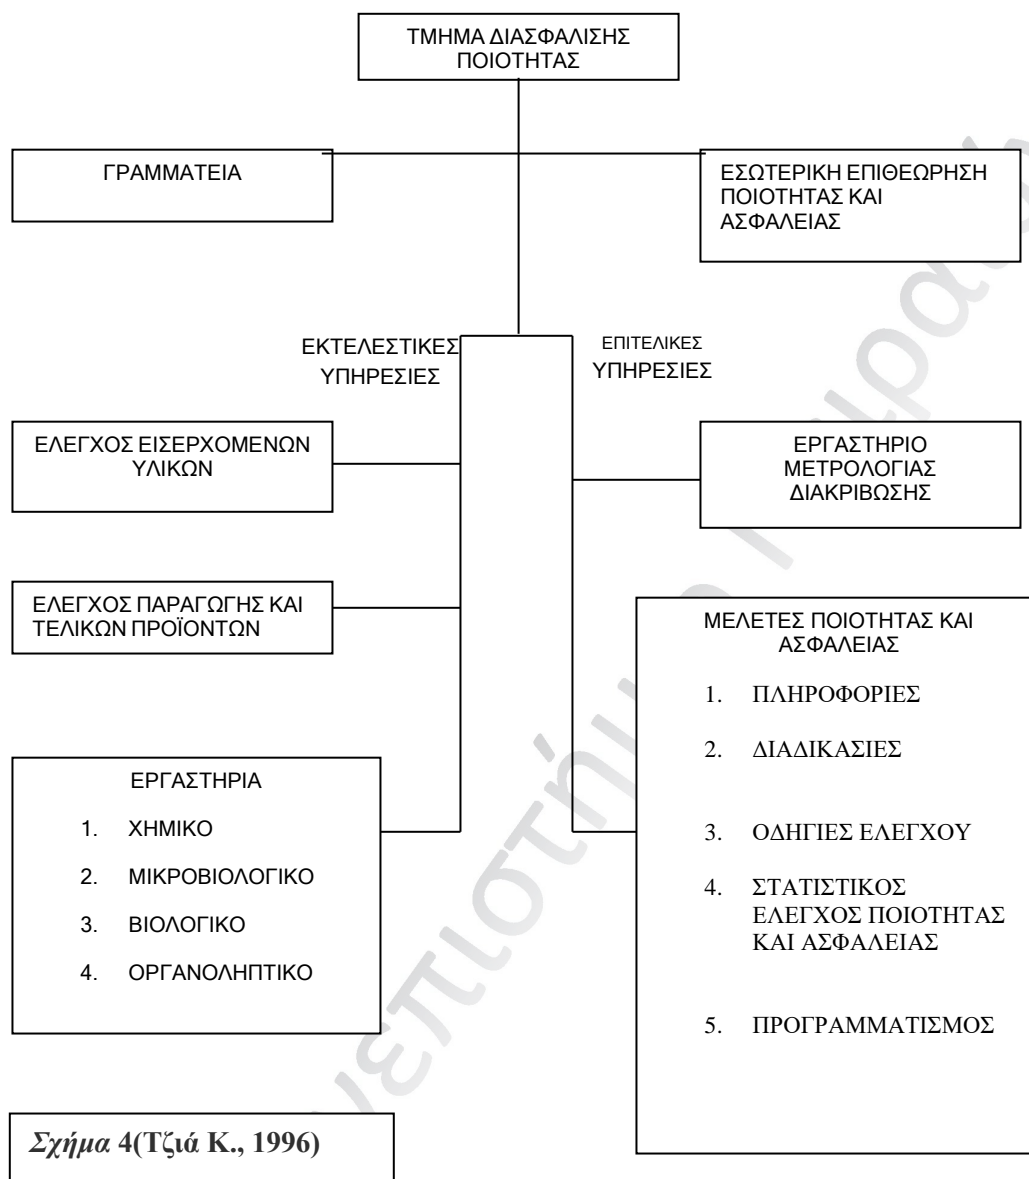 ΤΜΗΜΑ ΔΙΑΣΦΑΛΙΣΗΣ
ΠΟΙΟΤΗΤΑΣ
ΓΡΑΜΜΑΤΕΙΑ
ΕΣΩΤΕΡΙΚΗ ΕΠΙΘΕΩΡΗΣΗ
ΠΟΙΟΤΗΤΑΣ ΚΑΙ
ΑΣΦΑΛΕΙΑΣ
ΕΚΤΕΛΕΣΤΙΚΕΣ
ΥΠΗΡΕΣΙΕΣ
ΕΠΙΤΕΛΙΚΕΣ
ΥΠΗΡΕΣΙΕΣ
ΕΛΕΓΧΟΣ ΕΙΣΕΡΧΟΜΕΝΩΝ
ΥΛΙΚΩΝ
ΕΡΓΑΣΤΗΡΙΟ
ΜΕΤΡΟΛΟΓΙΑΣ
ΔΙΑΚΡΙΒΩΣΗΣ
ΕΛΕΓΧΟΣ ΠΑΡΑΓΩΓΗΣ ΚΑΙ
ΤΕΛΙΚΩΝ ΠΡΟΪΟΝΤΩΝ
ΜΕΛΕΤΕΣ ΠΟΙΟΤΗΤΑΣ ΚΑΙ
ΑΣΦΑΛΕΙΑΣ
1. ΠΛΗΡΟΦΟΡΙΕΣ
2. ΔΙΑΔΙΚΑΣΙΕΣ
3. ΟΔΗΓΙΕΣ ΕΛΕΓΧΟΥ
4. ΣΤΑΤΙΣΤΙΚΟΣ
ΕΛΕΓΧΟΣ ΠΟΙΟΤΗΤΑΣ
ΚΑΙ ΑΣΦΑΛΕΙΑΣ
5. ΠΡΟΓΡΑΜΜΑΤΙΣΜΟΣ
ΕΡΓΑΣΤΗΡΙΑ
1. ΧΗΜΙΚΟ
2. ΜΙΚΡΟΒΙΟΛΟΓΙΚΟ
3. ΒΙΟΛΟΓΙΚΟ
4. ΟΡΓΑΝΟΛΗΠΤΙΚΟ
Σχήμα 4(Τζιά Κ., 1996)